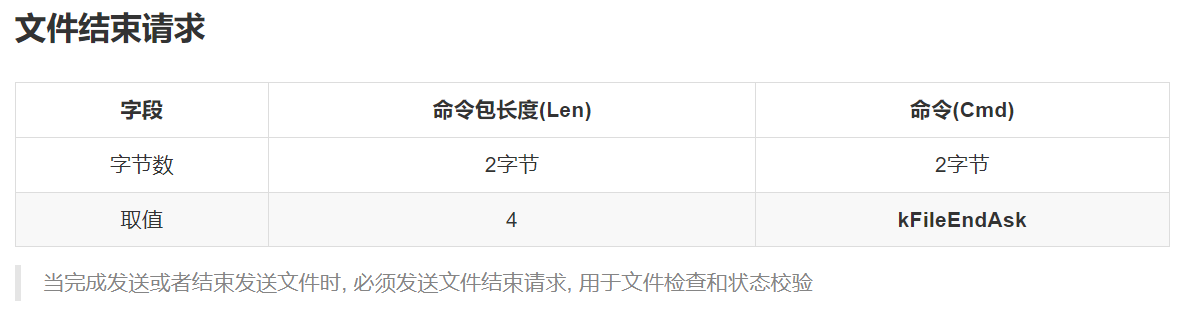 文件结束请求
字段 命令包长度(Len) 命令(Cmd)
字节数 2字节 2字节
取值 4 kFileEndAsk
当完成发送或者结束发送文件时, 必须发送文件结束请求, 用于文件检查和状态校验